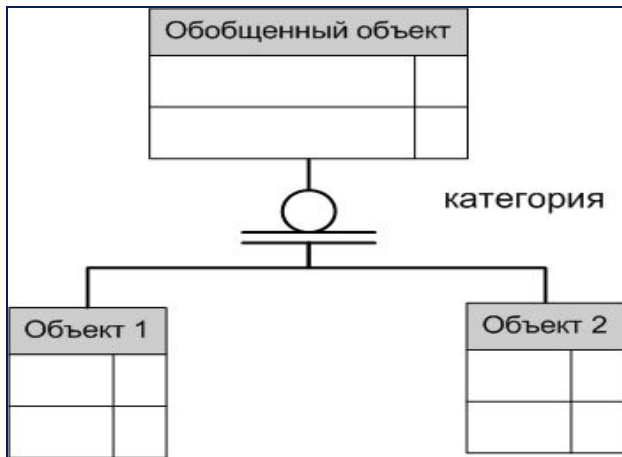 Обобщенный объект
категория
Объект 1
Объект 2